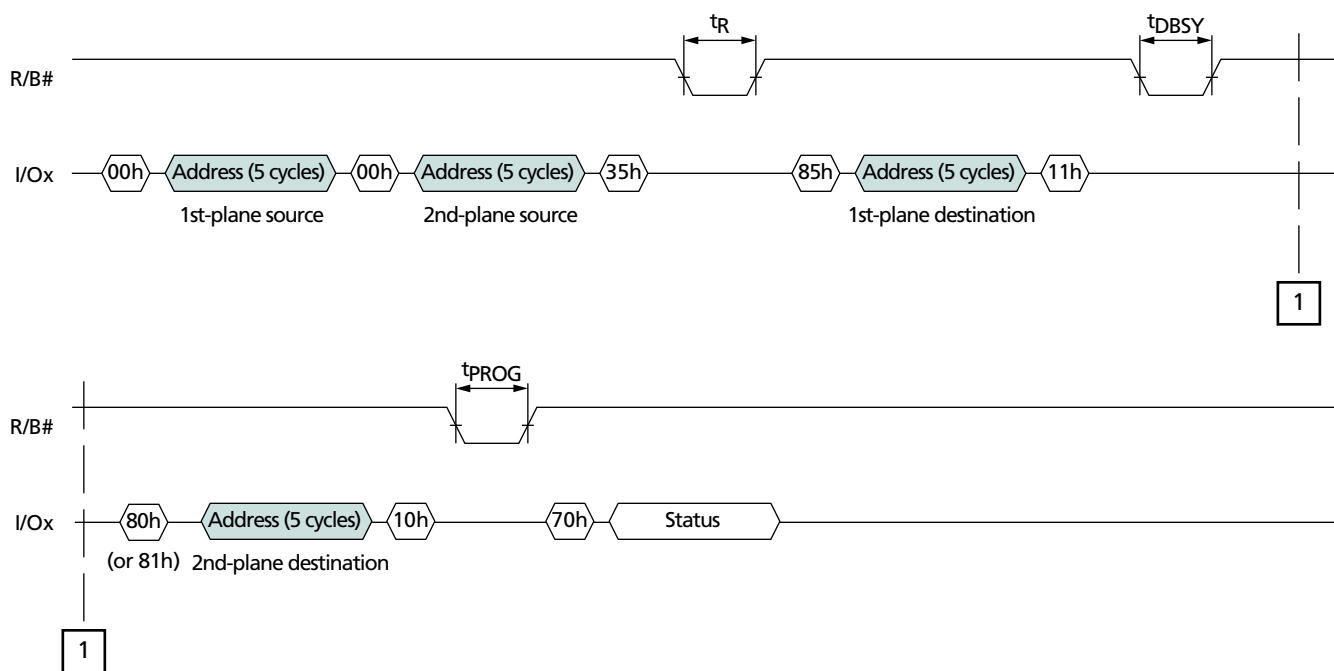 tR tDBSY
R/B#
I/Ox 00h Address (5 cycles) 00h Address (5 cycles) 35h 85h Address (5 cycles) 11h
1st-plane source 2nd-plane source 1st-plane destination
1
tPROG
R/B#
I/Ox 80h Address (5 cycles) 10h 70h Status
(or 81h) 2nd-plane destination
1